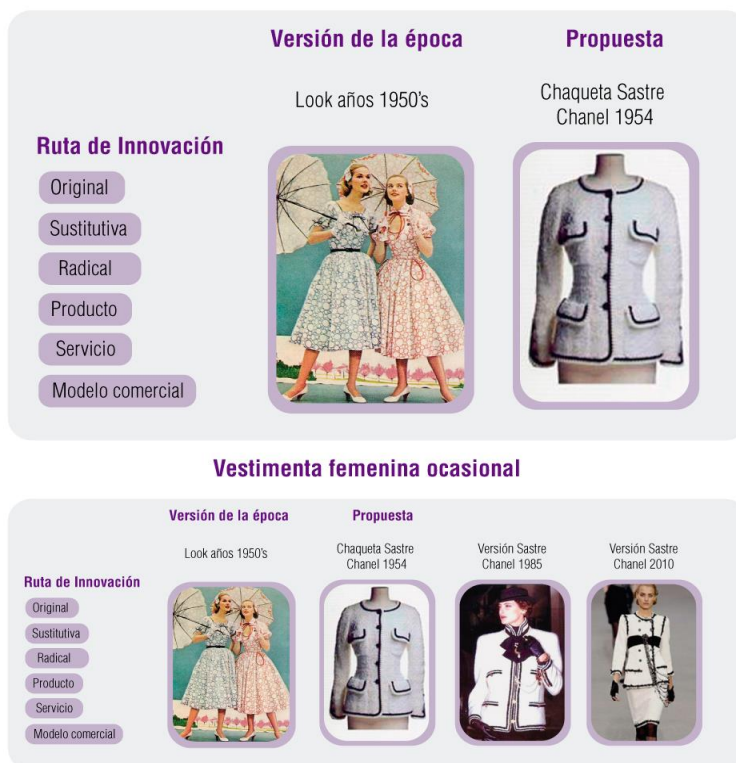 Versión de la época
Propuesta
Look años 1950's
Chaqueta Sastre
Chanel 1954
Ruta de Innovación
Original
Sustitutiva
Radical
Producto
Servicio
Modelo comercial
Vestimenta femenina ocasional
Versión de la época
Propuesta
Look años 1950's
Chaqueta Sastre
Chanel 1954
Versión Sastre
Chanel 1985
Versión Sastre
Chanel 2010
Ruta de Innovación
Original
Sustitutiva
Radical
Producto
Servicio
Modelo comercial